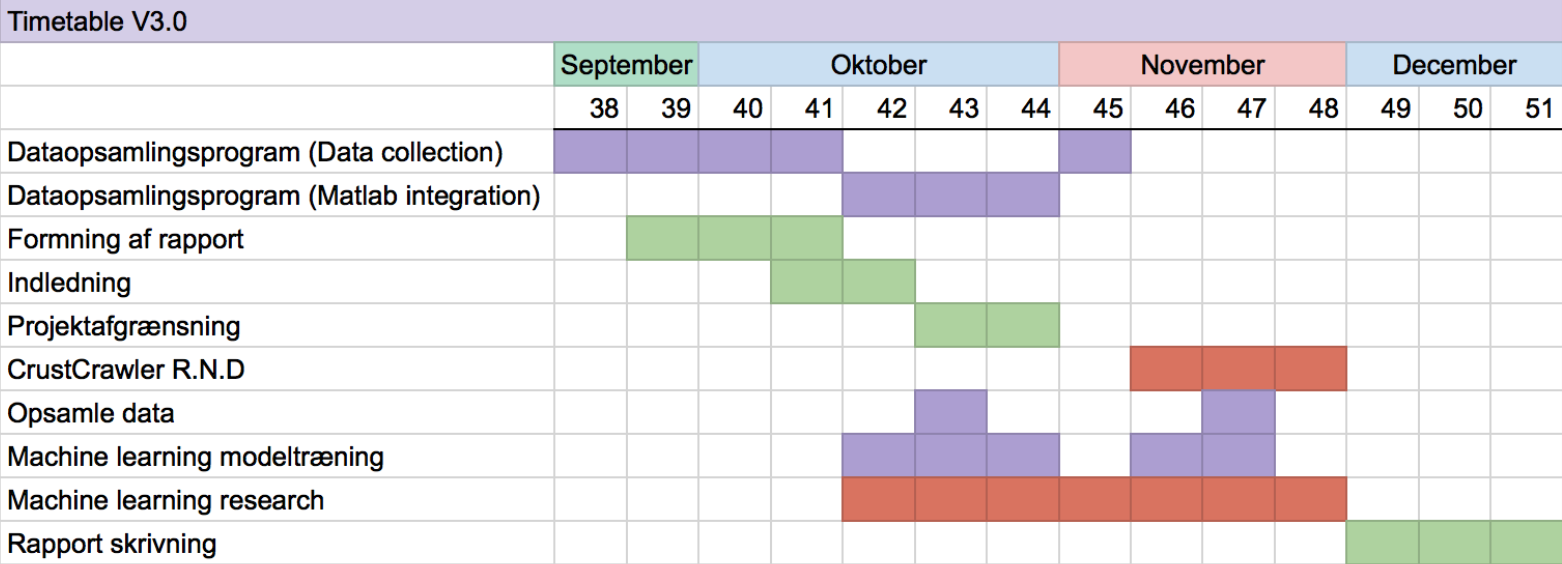 Timetable V3.0
September Oktober November December
38 39 40 41 42 43 44 45 46 47 48 49 50 51
Dataopsamlingsprogram (Data collection)
Dataopsamlingsprogram (Matlab integration)
Formning af rapport
Indledning
Projektafgrænsning
CrustCrawler R.N.D
Opsamle data
Machine learning modeltræning
Machine learning research
Rapport skrivning